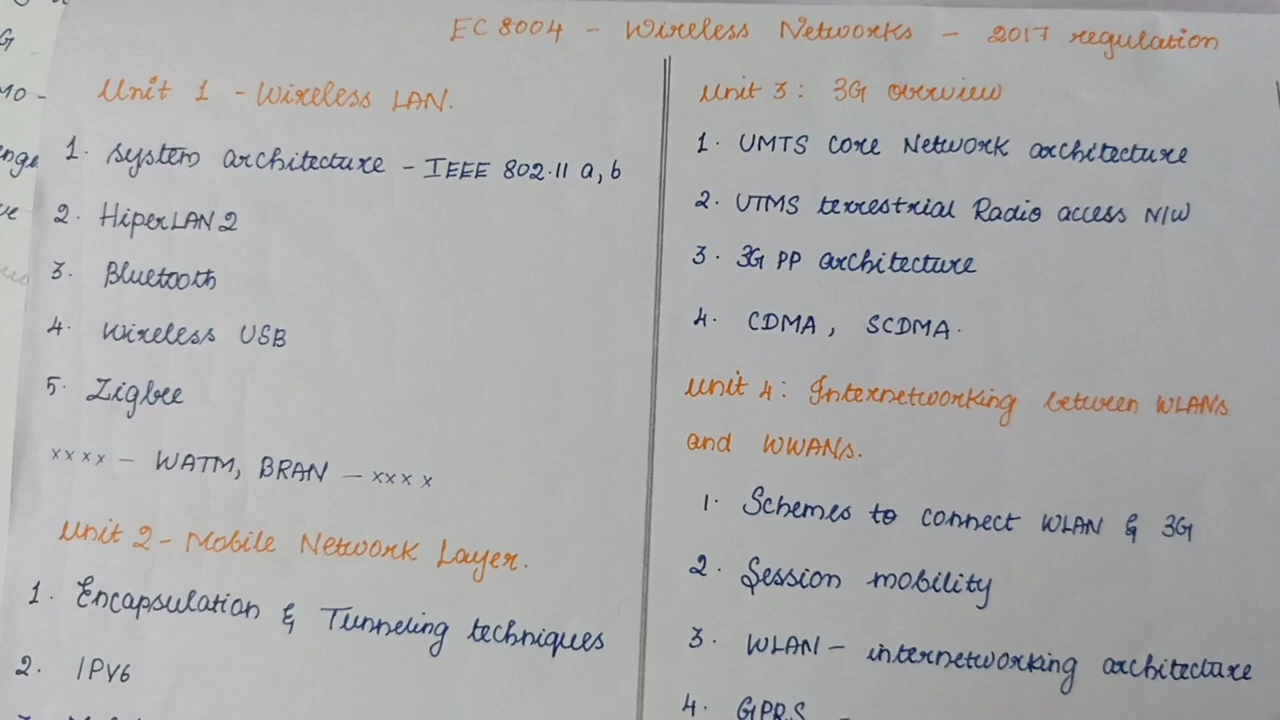 EC 8004 - Wireless Networks - 2017 regulation
Unit 1 - Wireless LAN.
1. System architecture - IEEE 802.11 a, b
2. HiperLAN 2
3. Bluetooth
4. Wireless USB
5. Zigbee
xxxx - WATM, BRAN - xxxx
Unit 2 - Mobile Network Layer.
1. Encapsulation & Tunneling techniques
2. IPV6
Unit 3: 3G overview
1. UMTS core Network architecture
2. UTMS terrestrial Radio access N/W
3. 3G PP architecture
4. CDMA, SCDMA.
Unit 4: Internetworking between WLANs
and WWANs.
1. Schemes to connect WLAN & 3G
2. Session mobility
3. WLAN - internetworking architecture
4. GPRS -